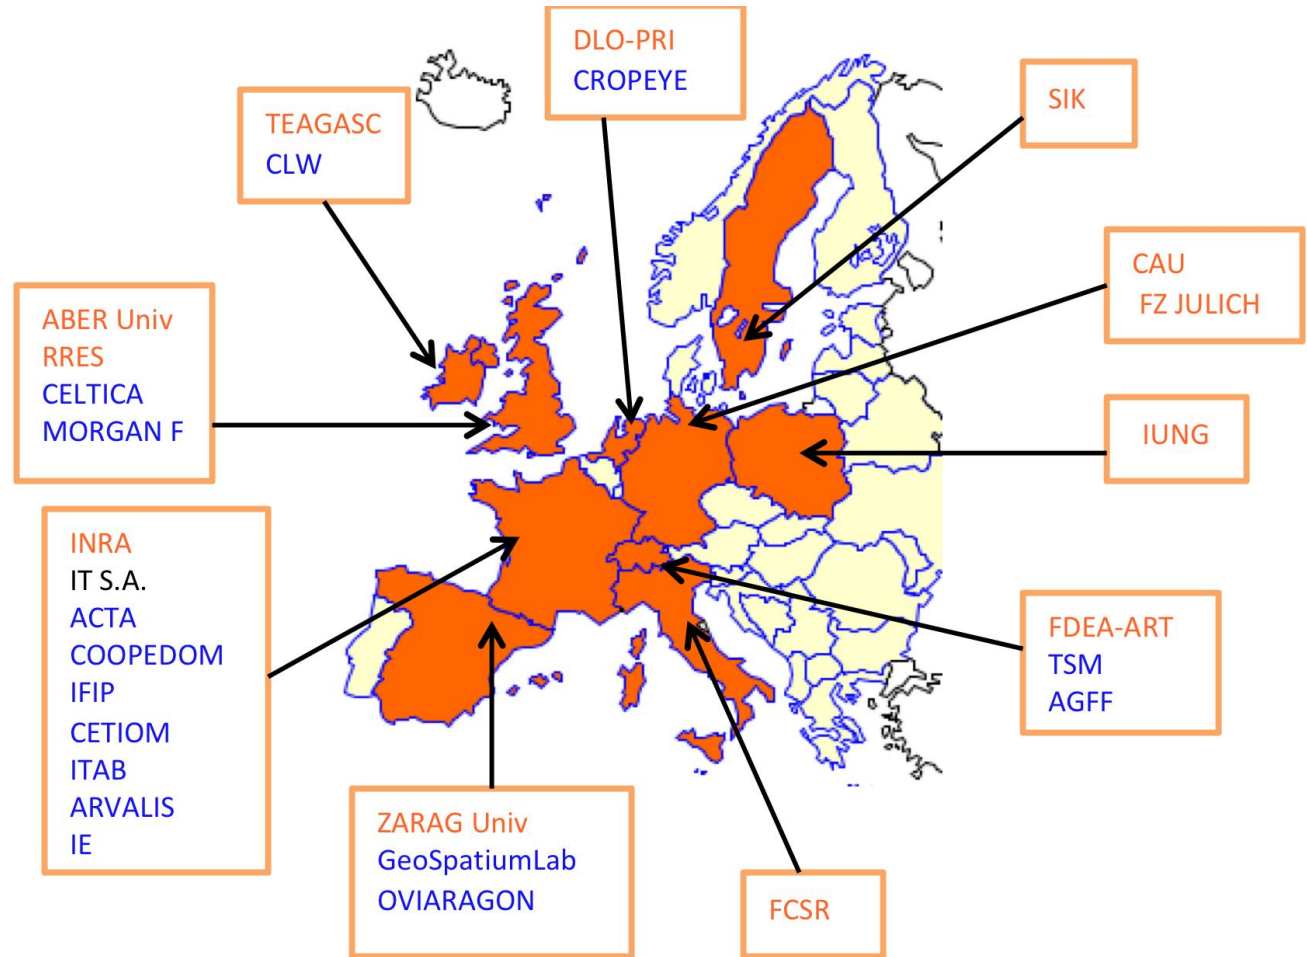 DLO-PRI
CROPEYE
SIK
TEAGASC
CLW
CAU
FZ JULICH
ABER Univ
RRES
CELTICA
MORGAN F
IUNG
INRA
IT S.A.
ACTA
COOPEDOM
IFIP
CETIOM
ITAB
ARVALIS
IE
FDEA-ART
TSM
AGFF
ZARAG Univ
GeoSpatiumLab
OVIARAGON
FCSR